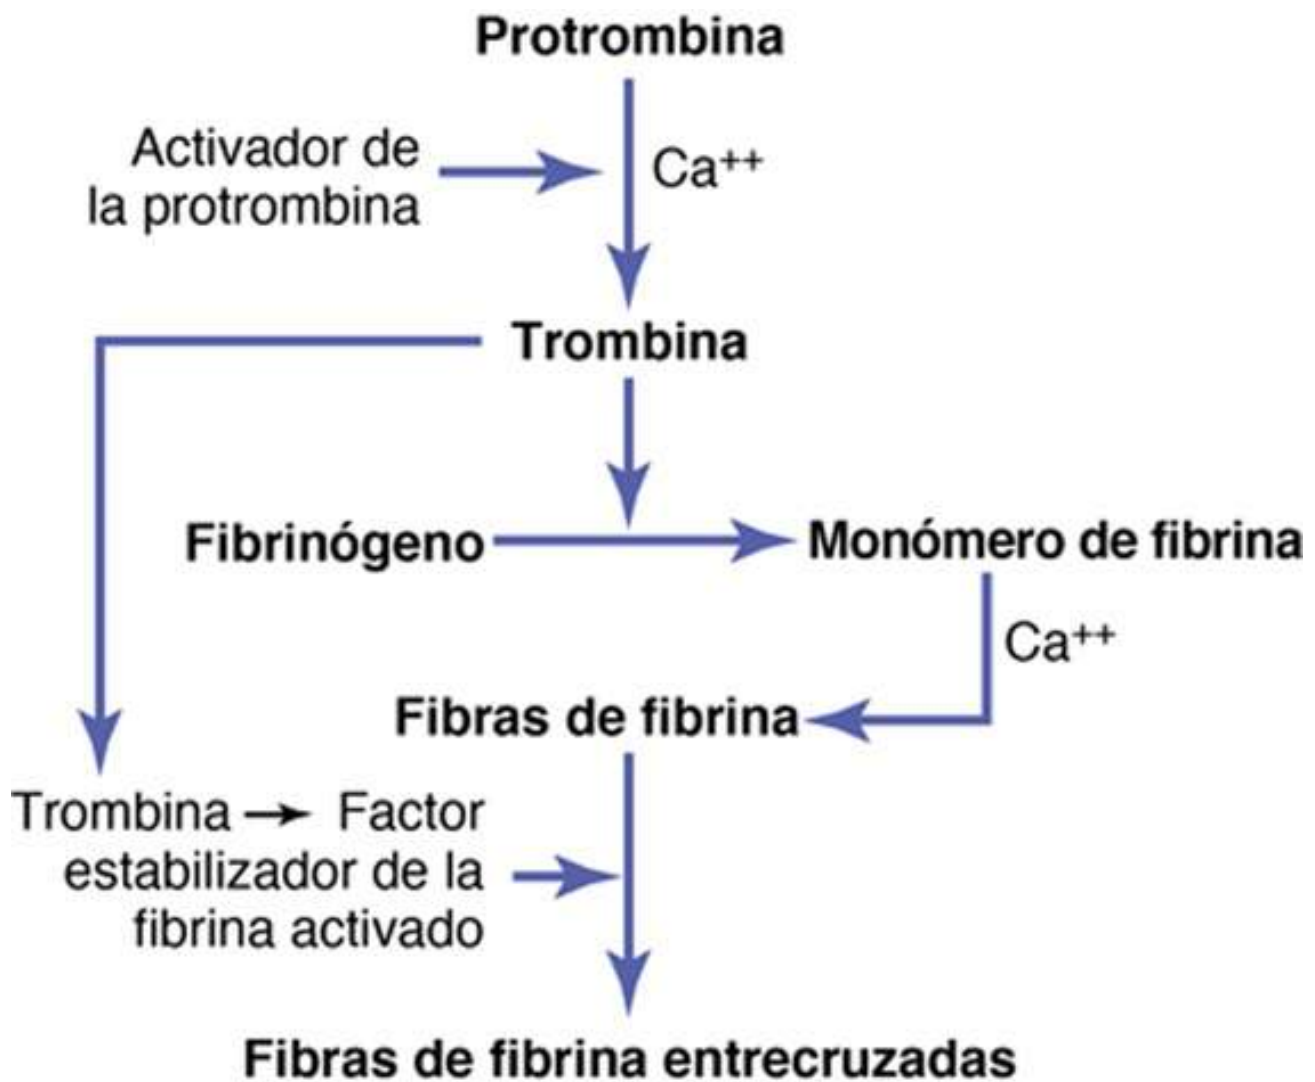 Protrombina
Activador de
la protrombina
Ca⁺⁺
Trombina
Fibrinógeno
Monómero de fibrina
Ca⁺⁺
Fibras de fibrina
Trombina → Factor
estabilizador de la
fibrina activado
Fibras de fibrina entrecruzadas